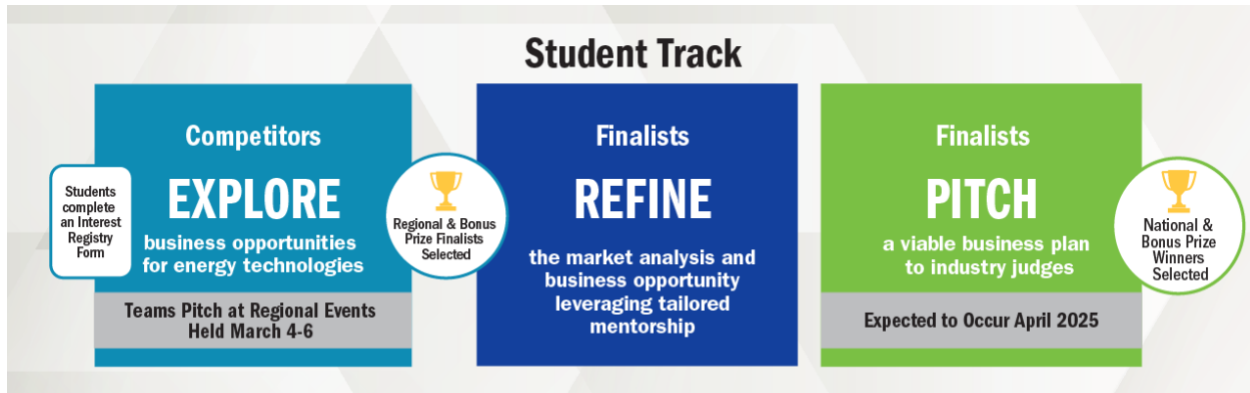 Student Track
Students
complete
an Interest
Registry
Form
Competitors
EXPLORE
business opportunities
for energy technologies
Teams Pitch at Regional Events
Held March 4-6
Regional & Bonus
Prize Finalists
Selected
Finalists
REFINE
the market analysis and
business opportunity
leveraging tailored
mentorship
Finalists
PITCH
a viable business plan
to industry judges
Expected to Occur April 2025
National &
Bonus Prize
Winners
Selected